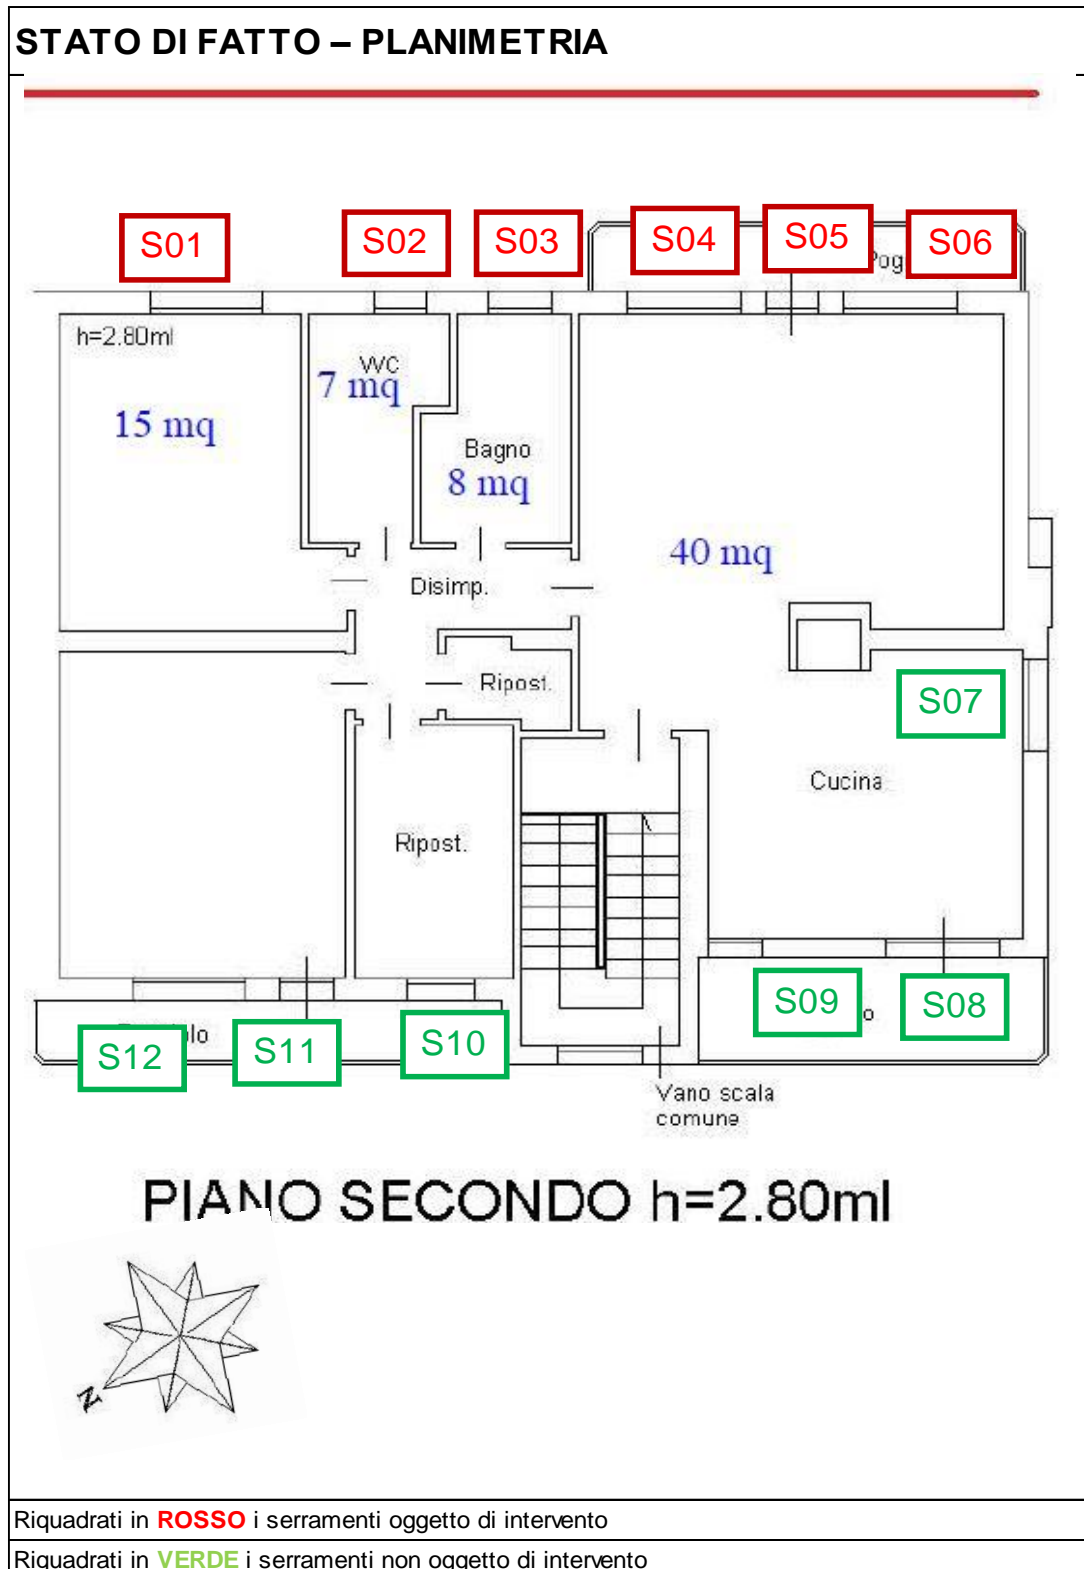 STATO DI FATTO – PLANIMETRIA
S01
S02
S03
S04
S05
S06
Pog
h=2.80ml
WC
7 mq
15 mq
Bagno
8 mq
40 mq
Disimp.
Ripost.
S07
Cucina
Ripost.
S09
S08
o
S12
lo
S11
S10
Vano scala
comune
PIANO SECONDO h=2.80ml
N
Riquadrati in ROSSO i serramenti oggetto di intervento
Riquadrati in VERDE i serramenti non oggetto di intervento